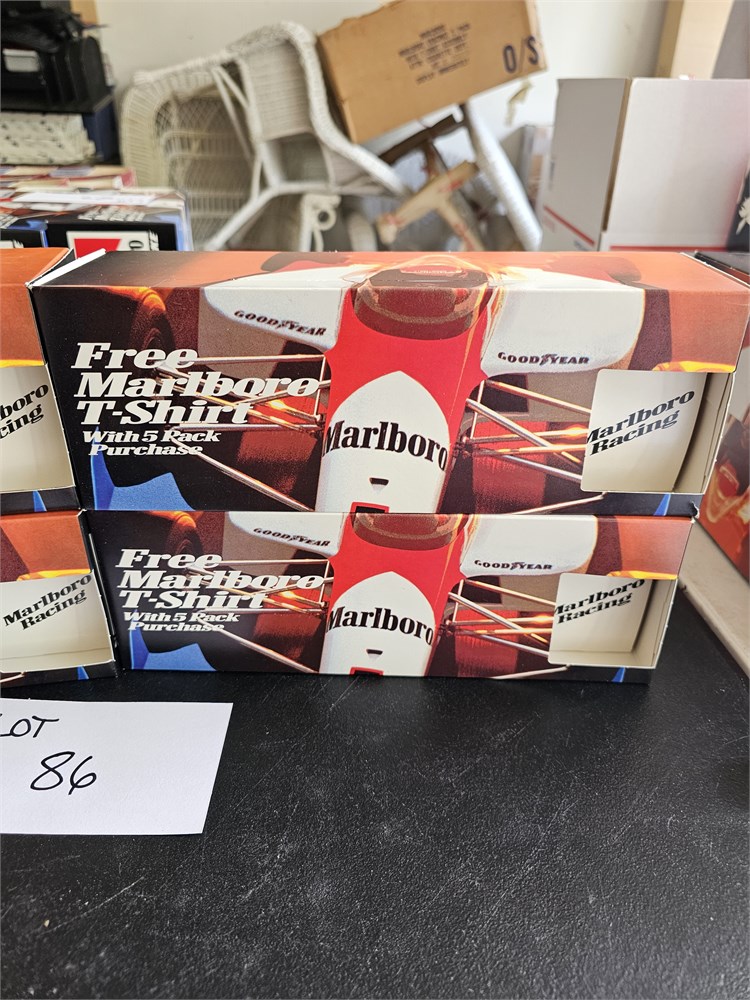 O/S
GOODYEAR
GOODYEAR
Free
Marlboro
T-Shirt
With 5 Pack
Purchase
Marlboro
Marlboro
Racing
Racing
GOODYEAR
GOODYEAR
Free
Marlboro
T-Shirt
With 5 Pack
Purchase
Marlboro
Marlboro
Racing
Marlboro
Racing
LOT
86